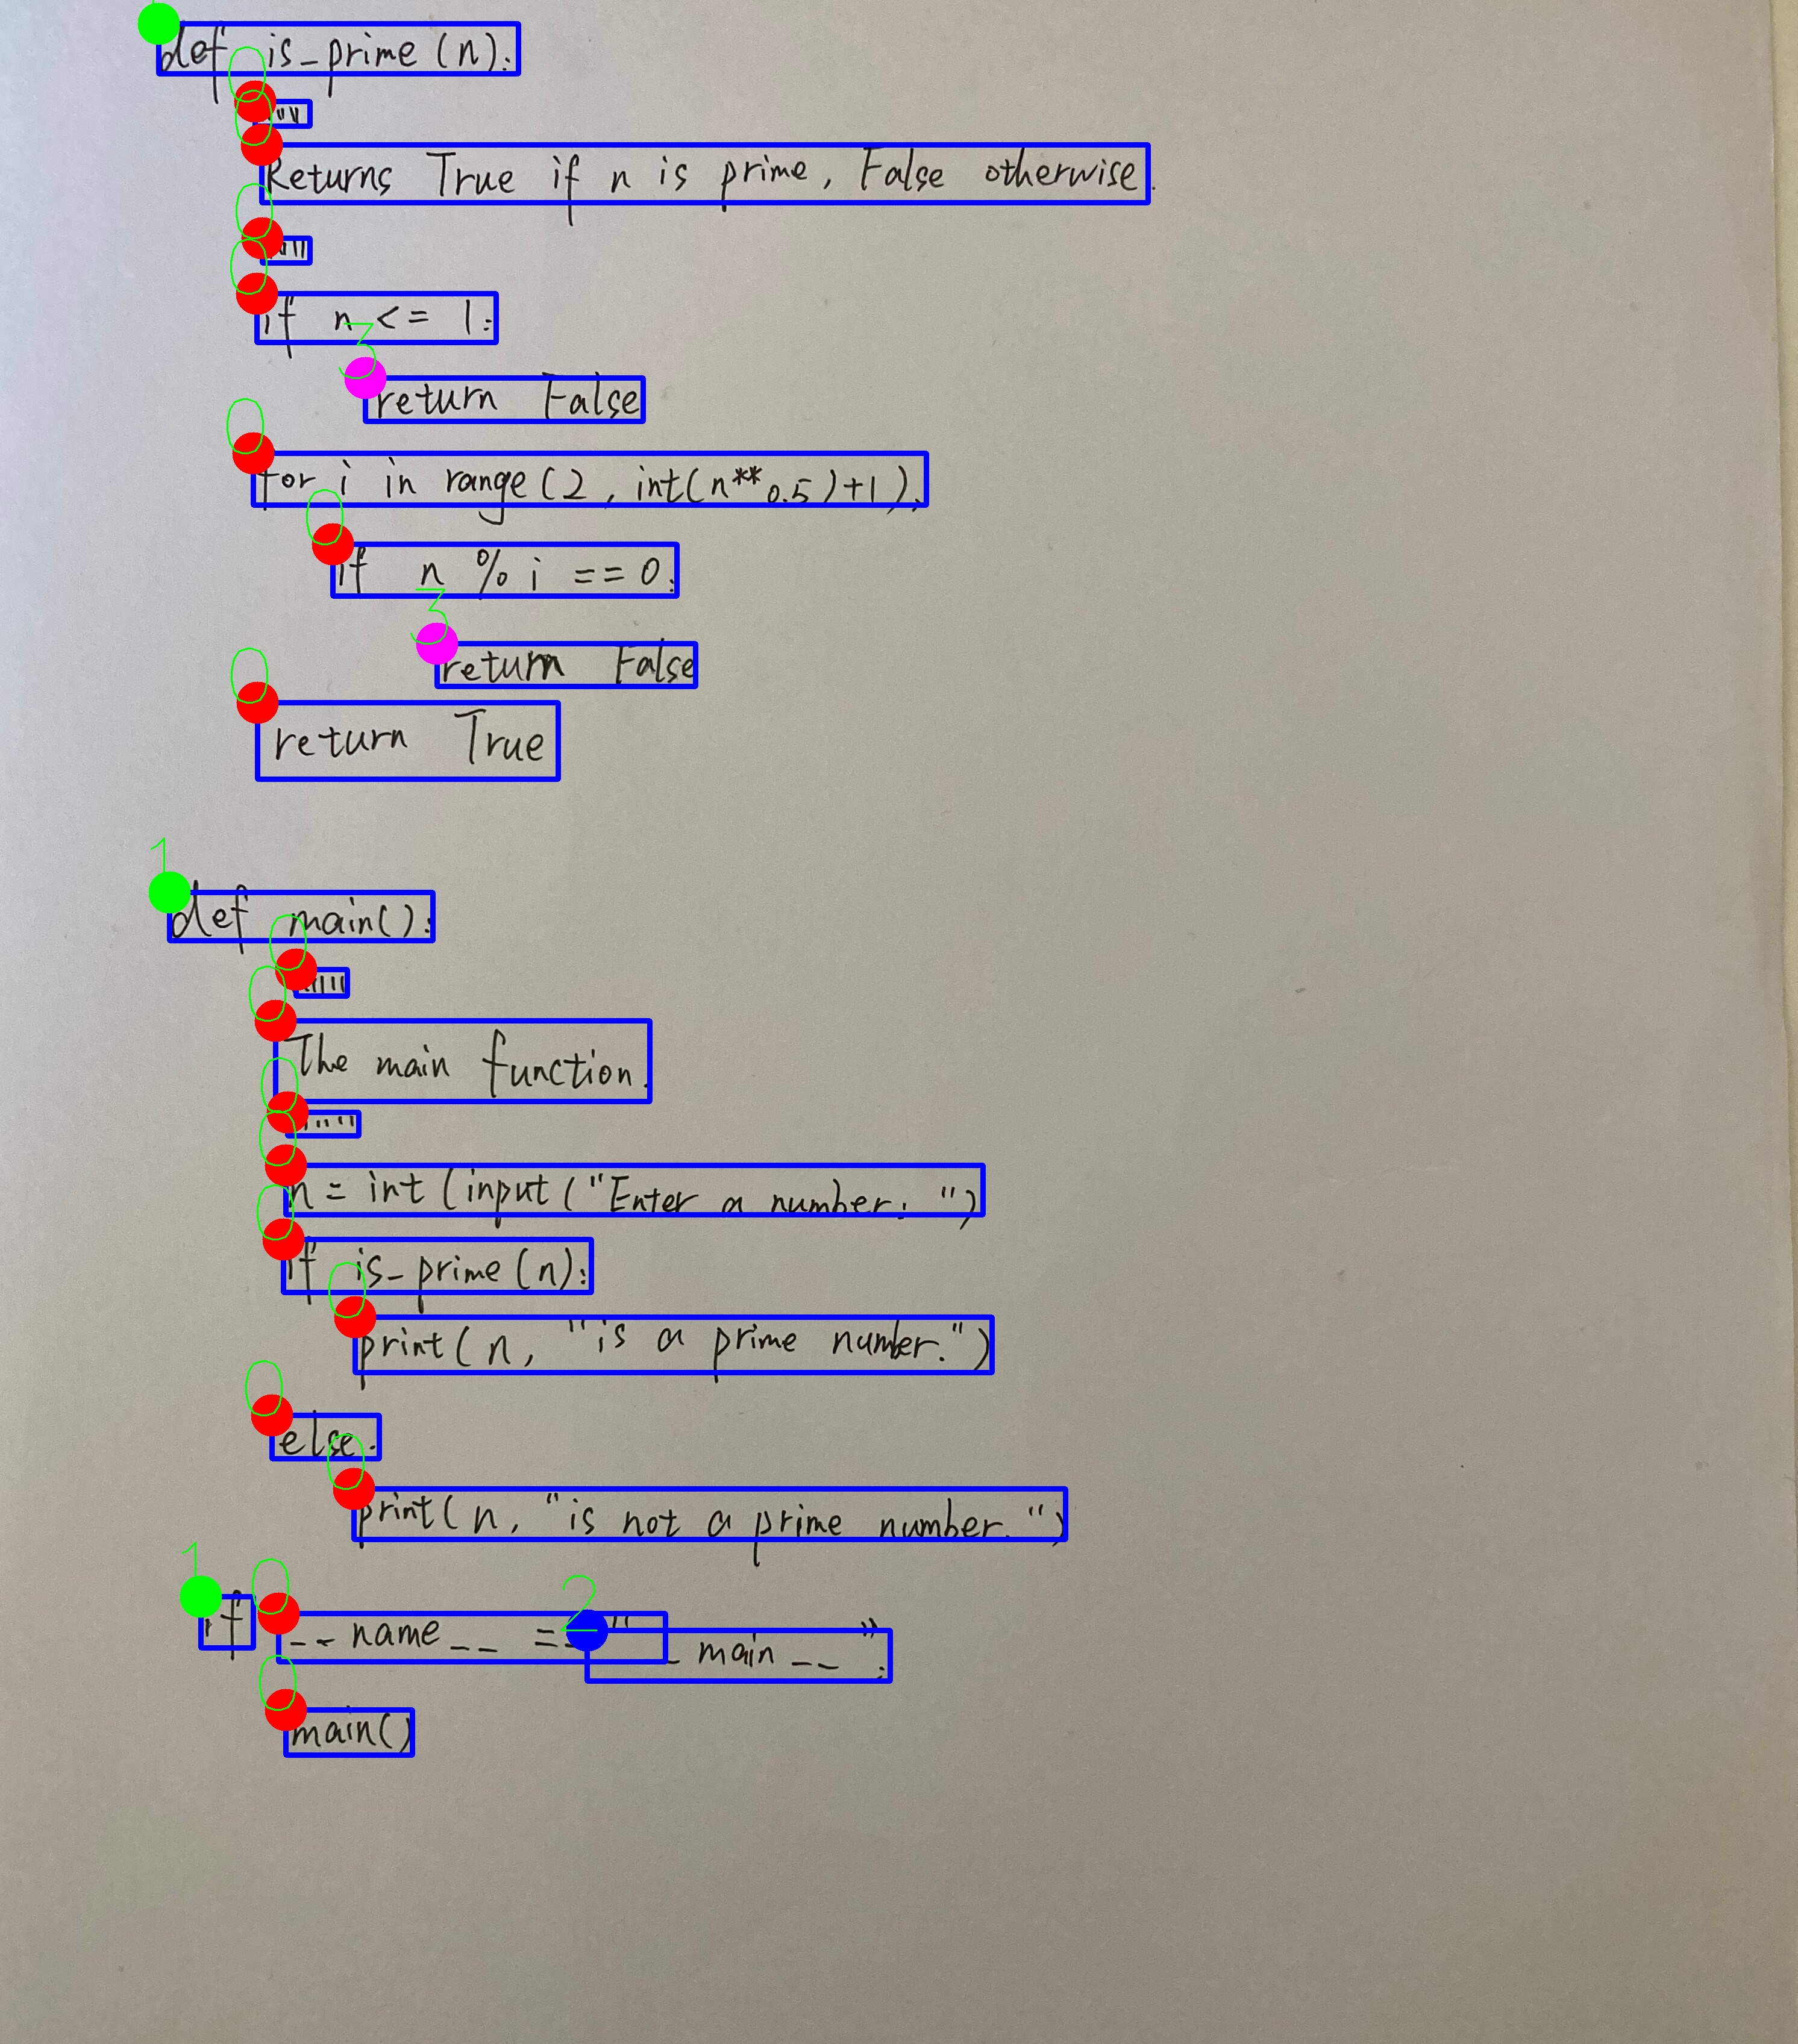 def is_prime(n):
"""
Returns True if n is prime, False otherwise.
"""
if n <= 1:
return False
for i in range(2, int(n**0.5)+1):
if n % i == 0:
return False
return True
def main():
"""
The main function.
"""
n = int(input("Enter a number: ")
if is_prime(n):
print(n, "is a prime number.")
else:
print(n, "is not a prime number.")
if __name__ == "__main__":
main()